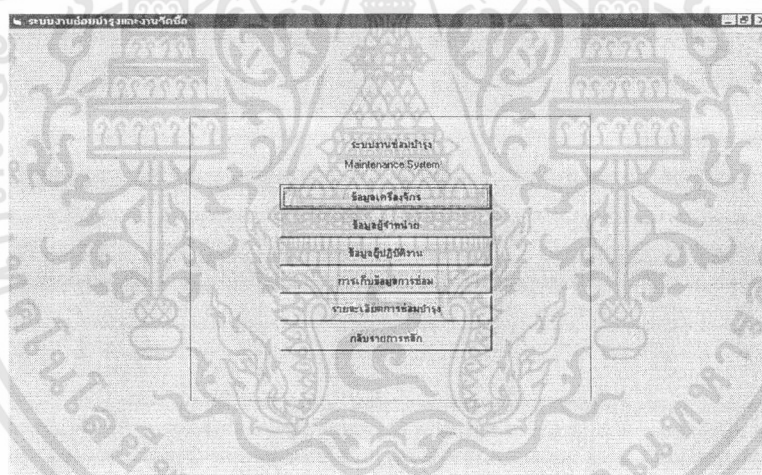 ระบบงานซ่อมบำรุงและงานจัดซื้อ
ระบบงานซ่อมบำรุง
Maintenance System
ข้อมูลเครื่องจักร
ข้อมูลผู้จำหน่าย
ข้อมูลผู้ปฏิบัติงาน
การเก็บข้อมูลการซ่อม
รายละเอียดการซ่อมบำรุง
กลับรายการหลัก